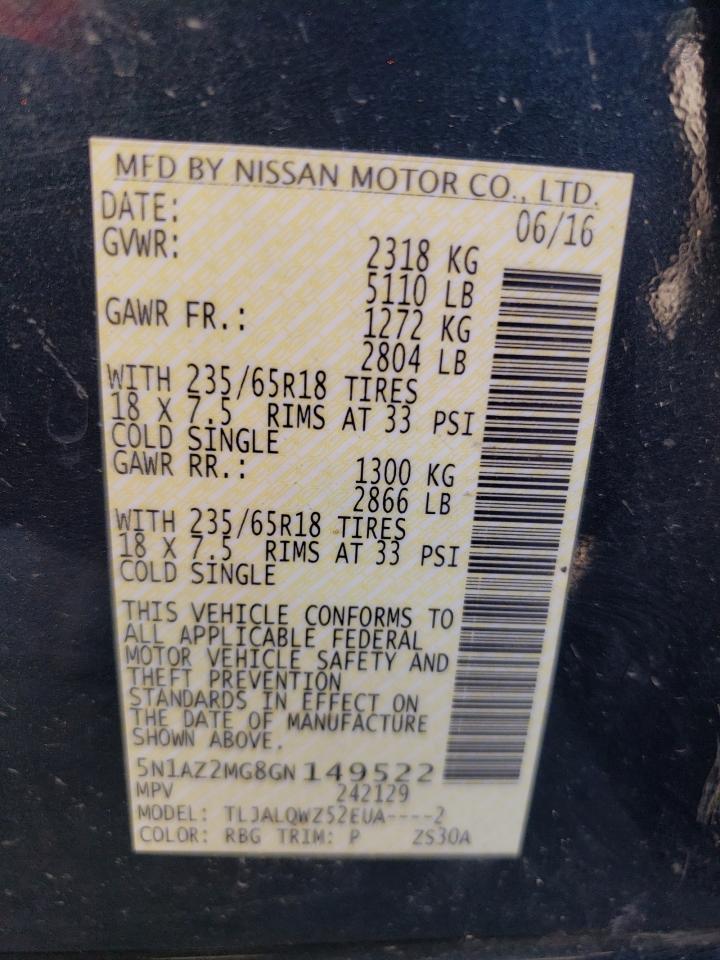 MFD BY NISSAN MOTOR CO., LTD.
DATE: 06/16
GVWR: 2318 KG
5110 LB
GAWR FR.: 1272 KG
2804 LB
WITH 235/65R18 TIRES
18 X 7.5 RIMS AT 33 PSI
COLD SINGLE
GAWR RR.: 1300 KG
2866 LB
WITH 235/65R18 TIRES
18 X 7.5 RIMS AT 33 PSI
COLD SINGLE
THIS VEHICLE CONFORMS TO
ALL APPLICABLE FEDERAL
MOTOR VEHICLE SAFETY AND
THEFT PREVENTION
STANDARDS IN EFFECT ON
THE DATE OF MANUFACTURE
SHOWN ABOVE.
5N1AZ2MG8GN149522
MPV 242129
MODEL: TLJALQWZ52EUA----2
COLOR: RBG TRIM: P ZS30A